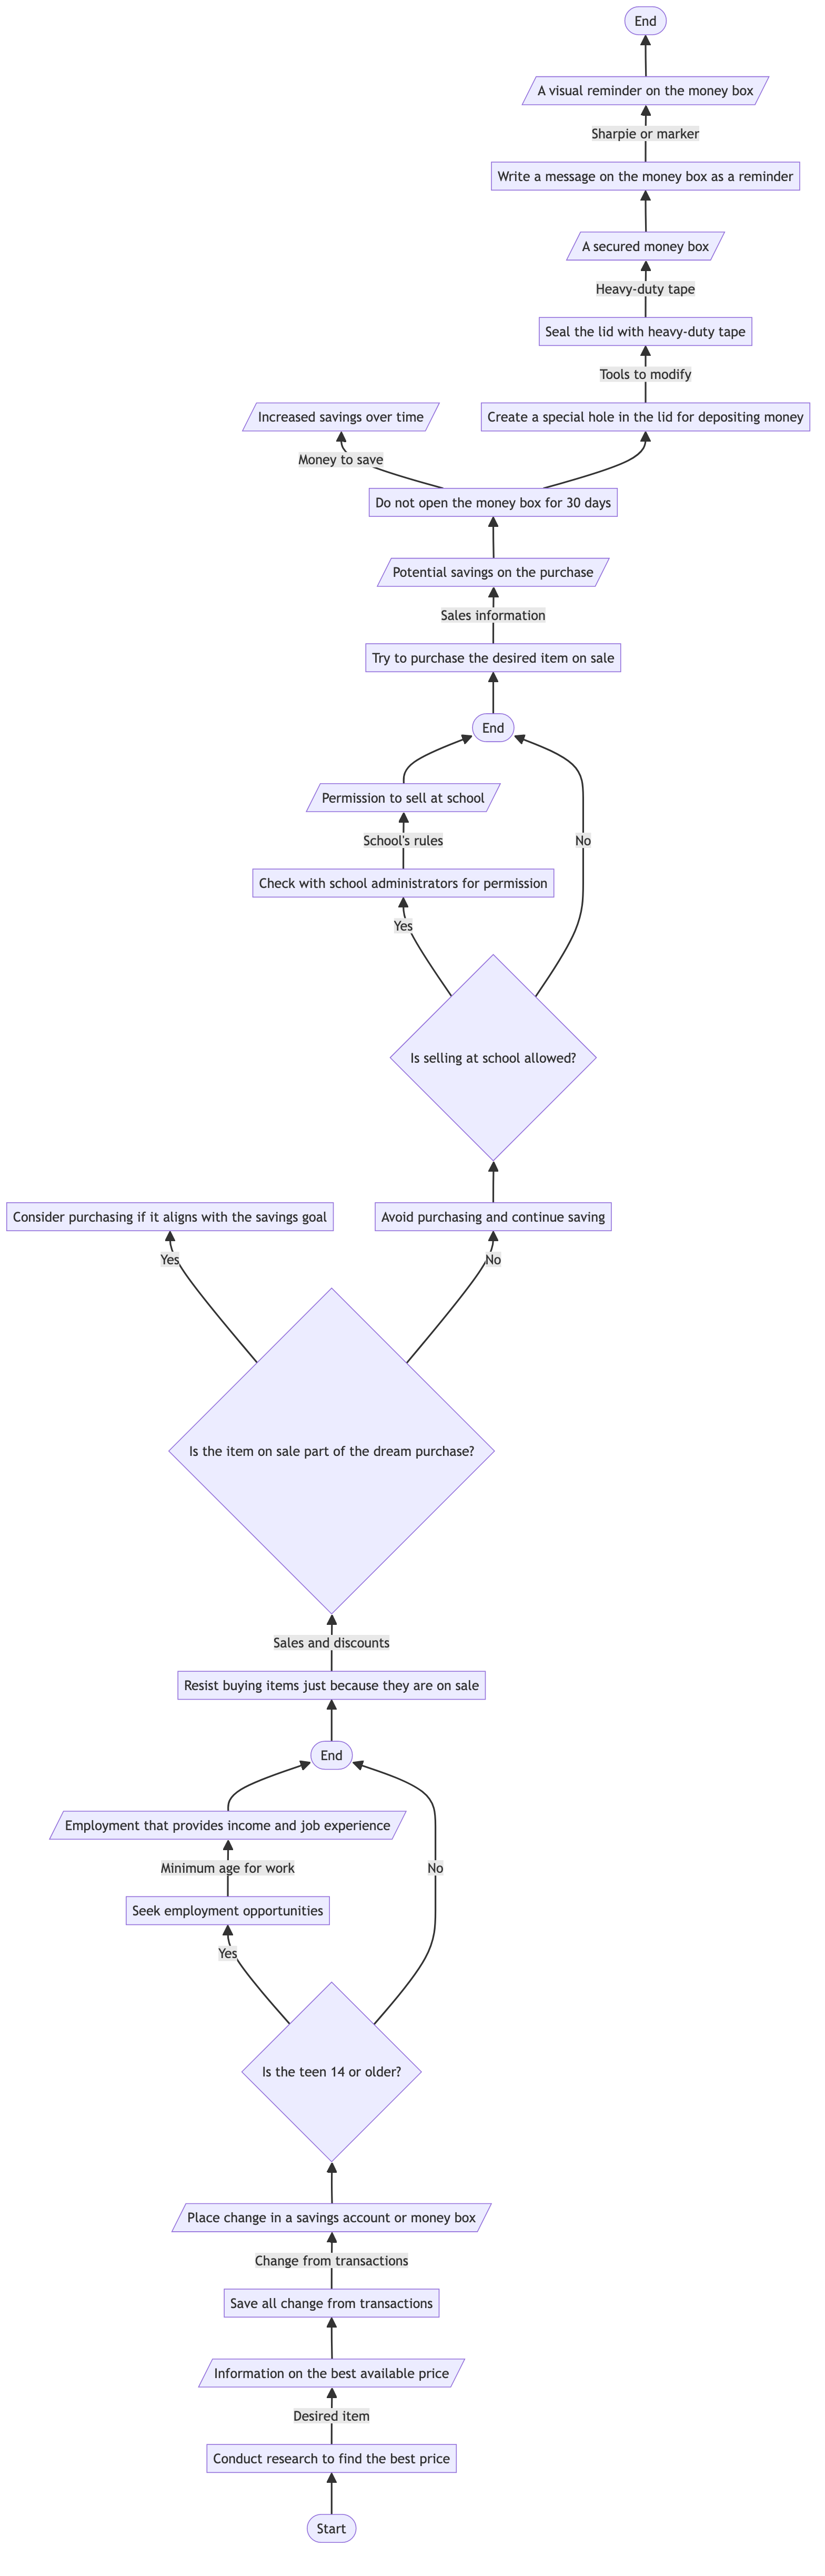 End
A visual reminder on the money box
Sharpie or marker
Write a message on the money box as a reminder
A secured money box
Heavy-duty tape
Seal the lid with heavy-duty tape
Tools to modify
Increased savings over time
Create a special hole in the lid for depositing money
Money to save
Do not open the money box for 30 days
Potential savings on the purchase
Sales information
Try to purchase the desired item on sale
End
Permission to sell at school
School's rules
No
Check with school administrators for permission
Yes
Is selling at school allowed?
Consider purchasing if it aligns with the savings goal
Avoid purchasing and continue saving
Yes
No
Is the item on sale part of the dream purchase?
Sales and discounts
Resist buying items just because they are on sale
End
Employment that provides income and job experience
Minimum age for work
No
Seek employment opportunities
Yes
Is the teen 14 or older?
Place change in a savings account or money box
Change from transactions
Save all change from transactions
Information on the best available price
Desired item
Conduct research to find the best price
Start